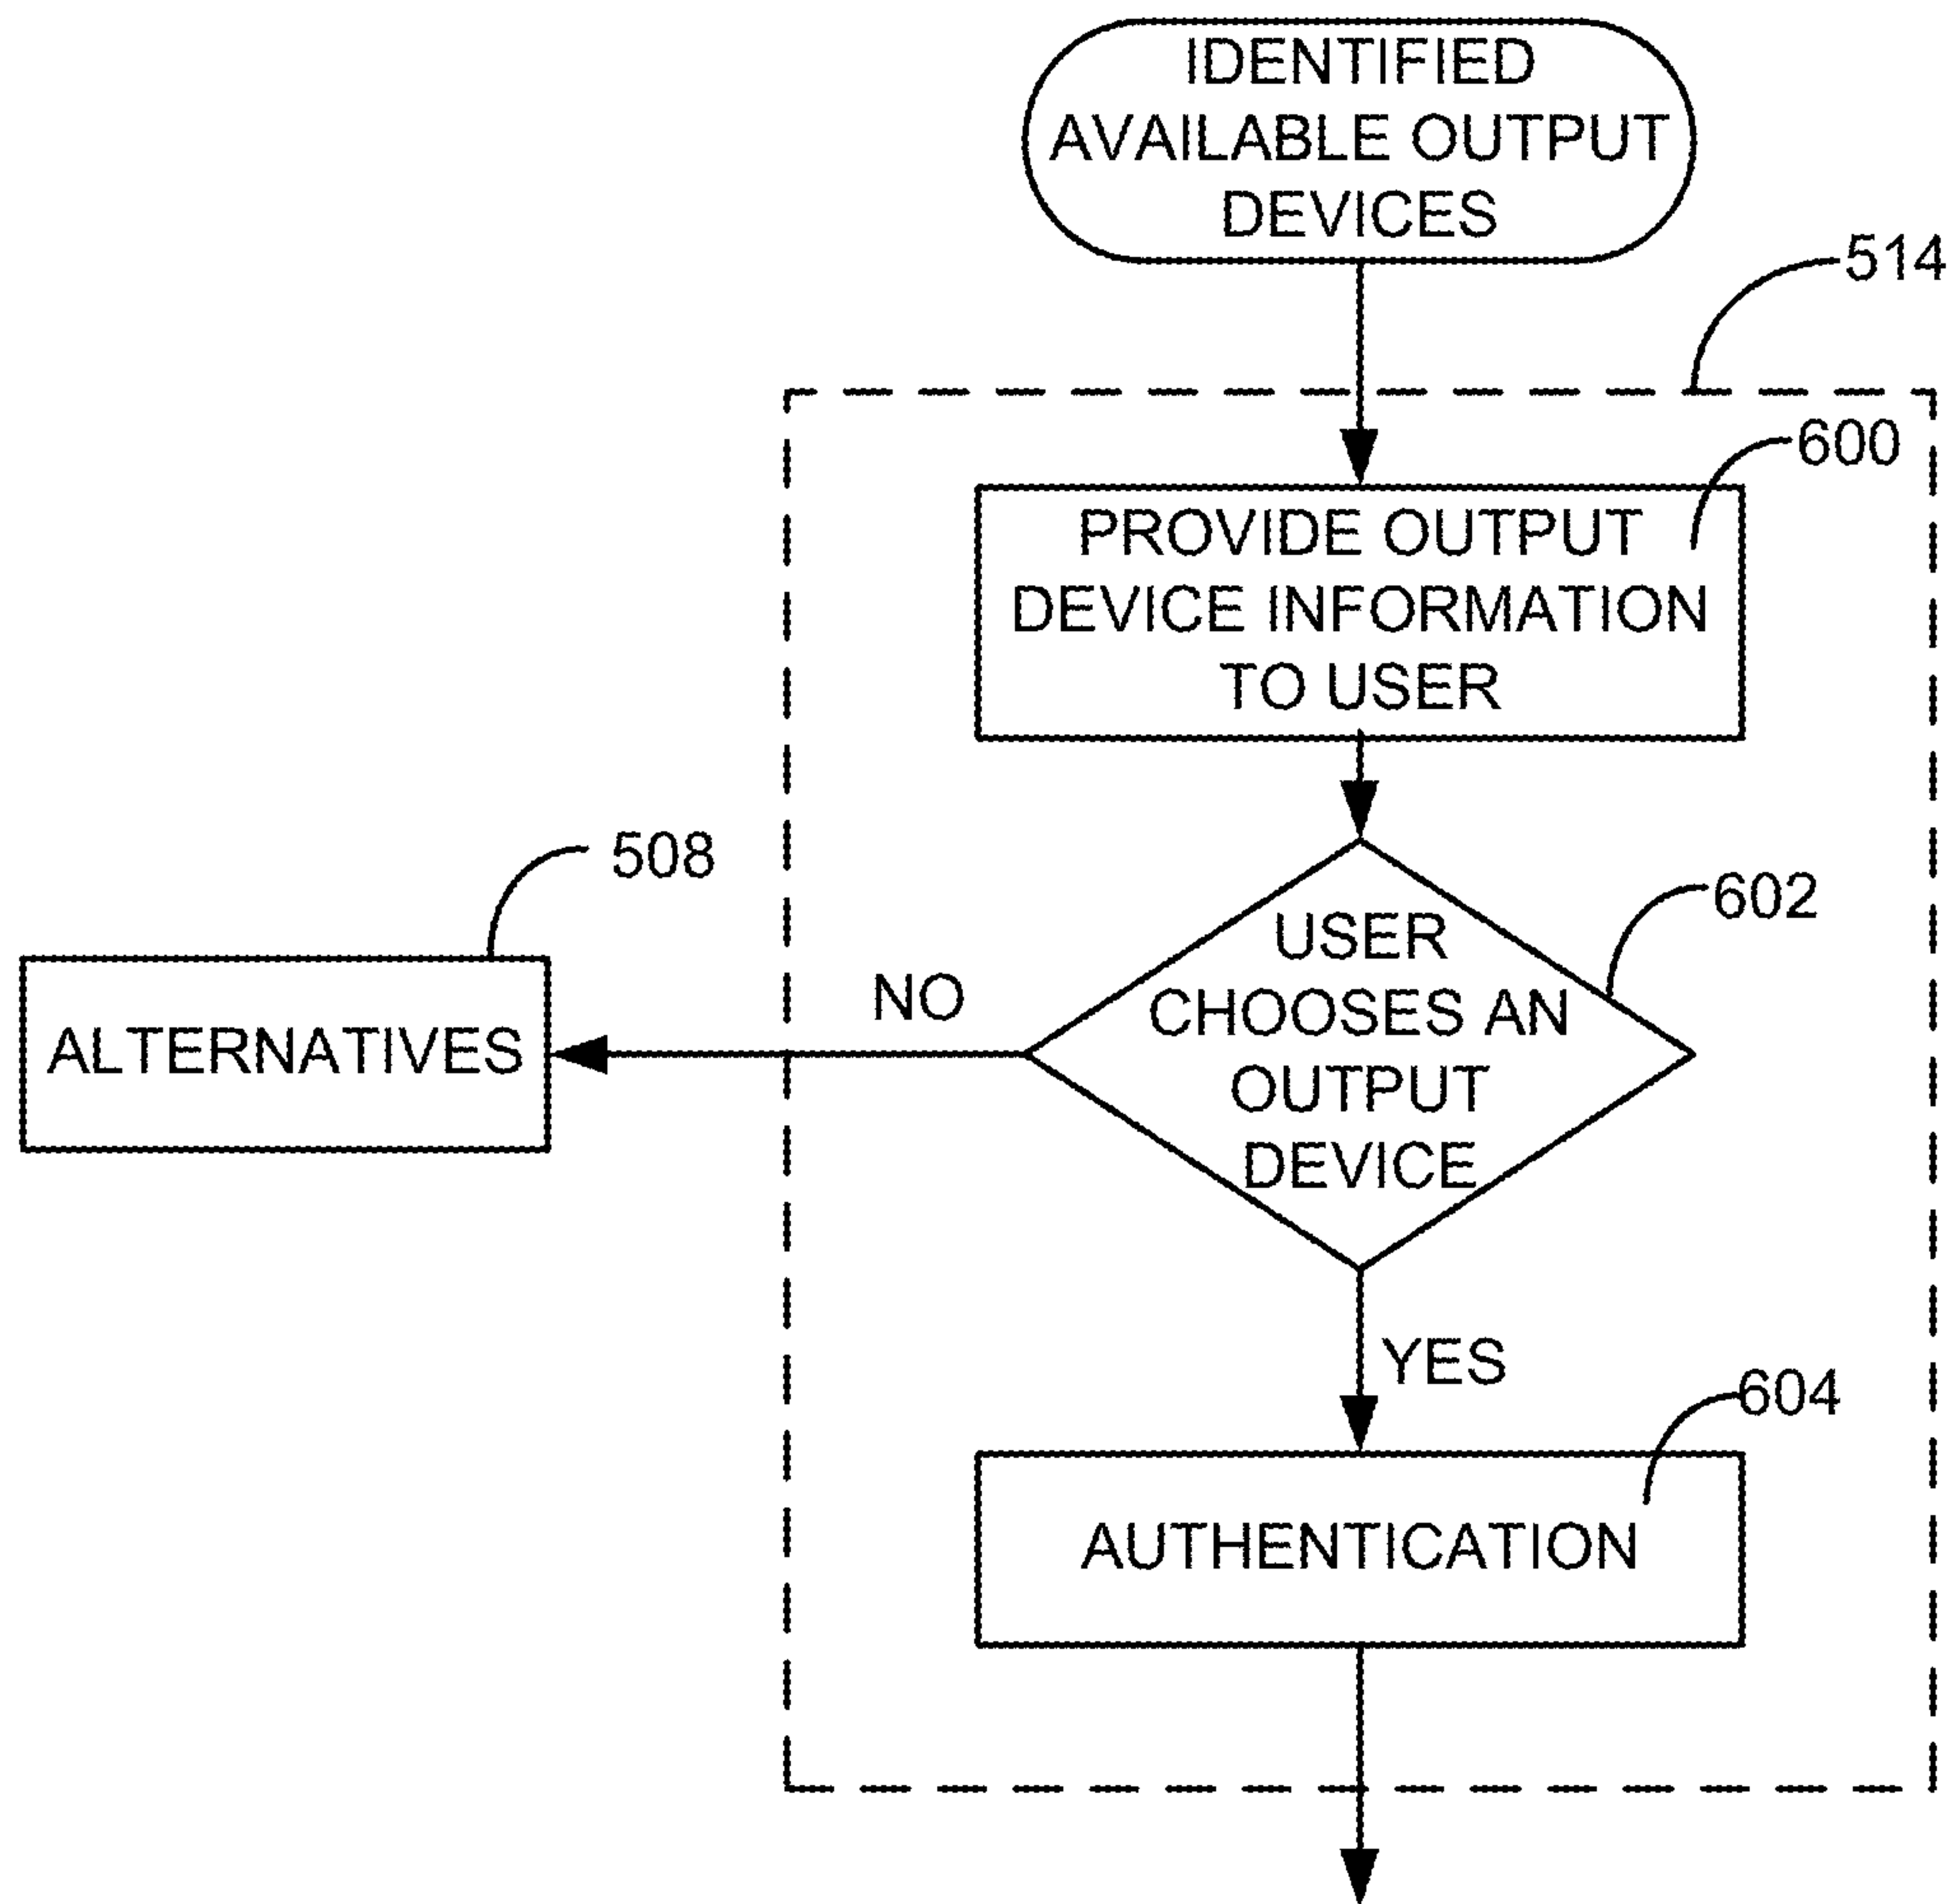 IDENTIFIED
AVAILABLE OUTPUT
DEVICES
514
600
PROVIDE OUTPUT
DEVICE INFORMATION
TO USER
508
602
USER
CHOOSES AN
OUTPUT
DEVICE
NO
ALTERNATIVES
YES
604
AUTHENTICATION